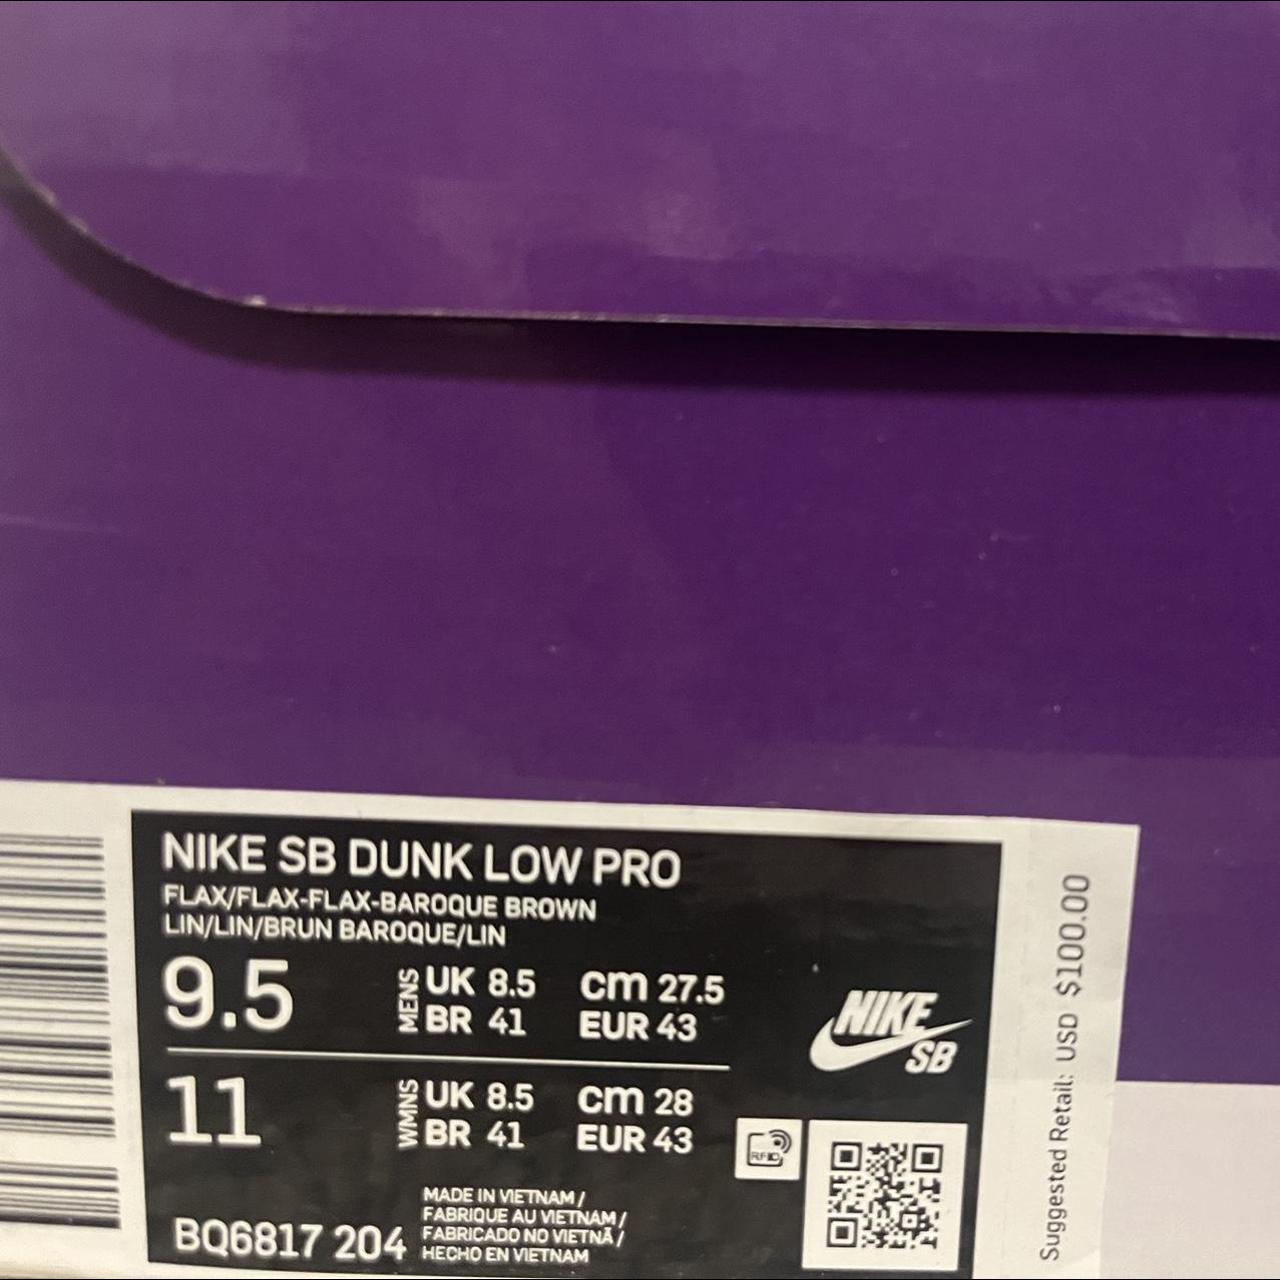 NIKE SB DUNK LOW PRO
FLAX/FLAX-FLAX-BAROQUE BROWN
LIN/LIN/BRUN BAROQUE/LIN
9.5 MENS UK 8.5 cm 27.5
BR 41 EUR 43
11 WMNS UK 8.5 cm 28
BR 41 EUR 43
NIKE
SB
RFID
BQ6817 204
MADE IN VIETNAM /
FABRIQUE AU VIETNAM /
FABRICADO NO VIETNÃ /
HECHO EN VIETNAM
Suggested Retail: USD $100.00